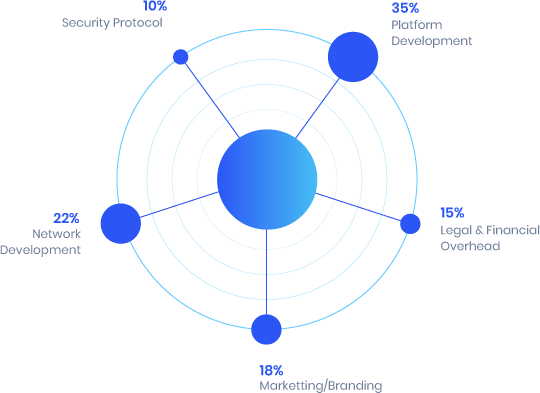 10%
Security Protocol
35%
Platform
Development
22%
Network
Development
15%
Legal & Financial
Overhead
18%
Marketting/Branding